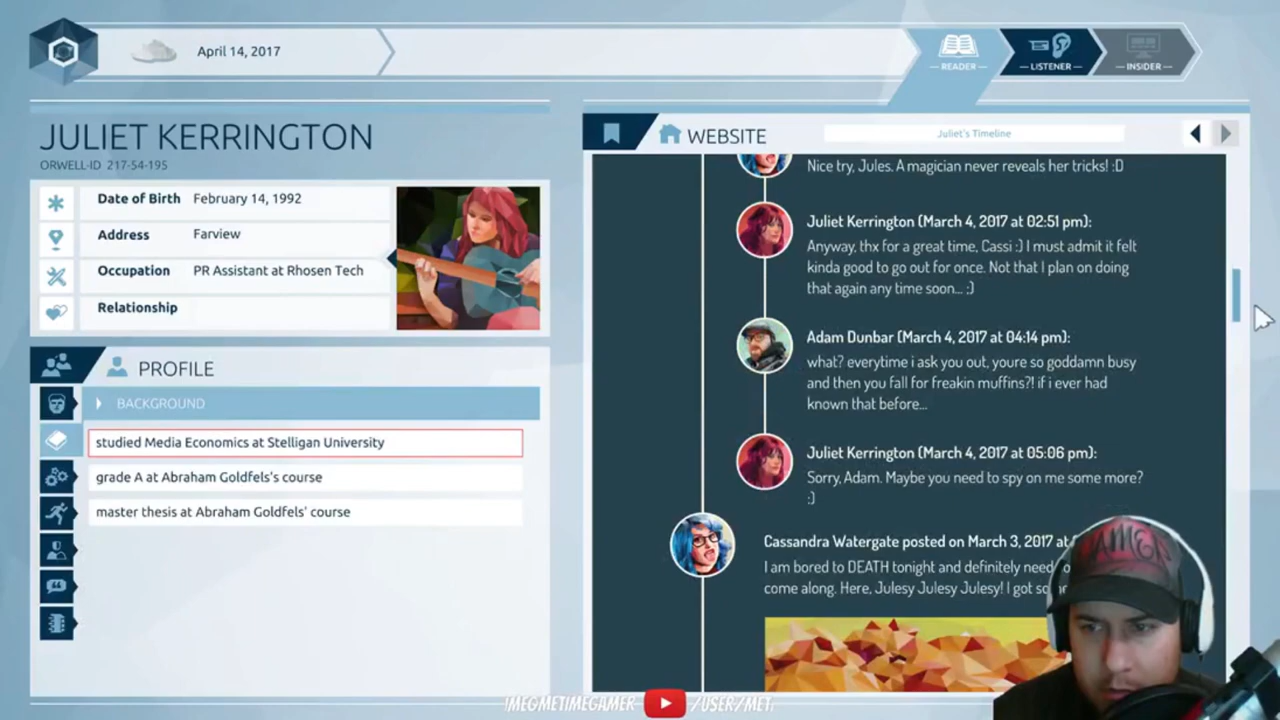 April 14, 2017
READER
LISTENER
INSIDER
JULIET KERRINGTON
ORWELL-ID 217-54-195
Date of Birth February 14, 1992
Address Farview
Occupation PR Assistant at Rhosen Tech
Relationship
PROFILE
BACKGROUND
studied Media Economics at Stelligan University
grade A at Abraham Goldfels's course
master thesis at Abraham Goldfels' course
WEBSITE
Juliet's Timeline
Nice try, Jules. A magician never reveals her tricks! :D
Juliet Kerrington (March 4, 2017 at 02:51 pm):
Anyway, thx for a great time, Cassi :) I must admit it felt
kinda good to go out for once. Not that I plan on doing
that again any time soon... ;)
Adam Dunbar (March 4, 2017 at 04:14 pm):
what? everytime i ask you out, youre so goddamn busy
and then you fall for freakin muffins?! if i ever had
known that before...
Juliet Kerrington (March 4, 2017 at 05:06 pm):
Sorry, Adam. Maybe you need to spy on me some more?
:)
Cassandra Watergate posted on March 3, 2017 at
I am bored to DEATH tonight and definitely need
come along. Here, Julesy Julesy Julesy! I got
GAMER
/USER/MET